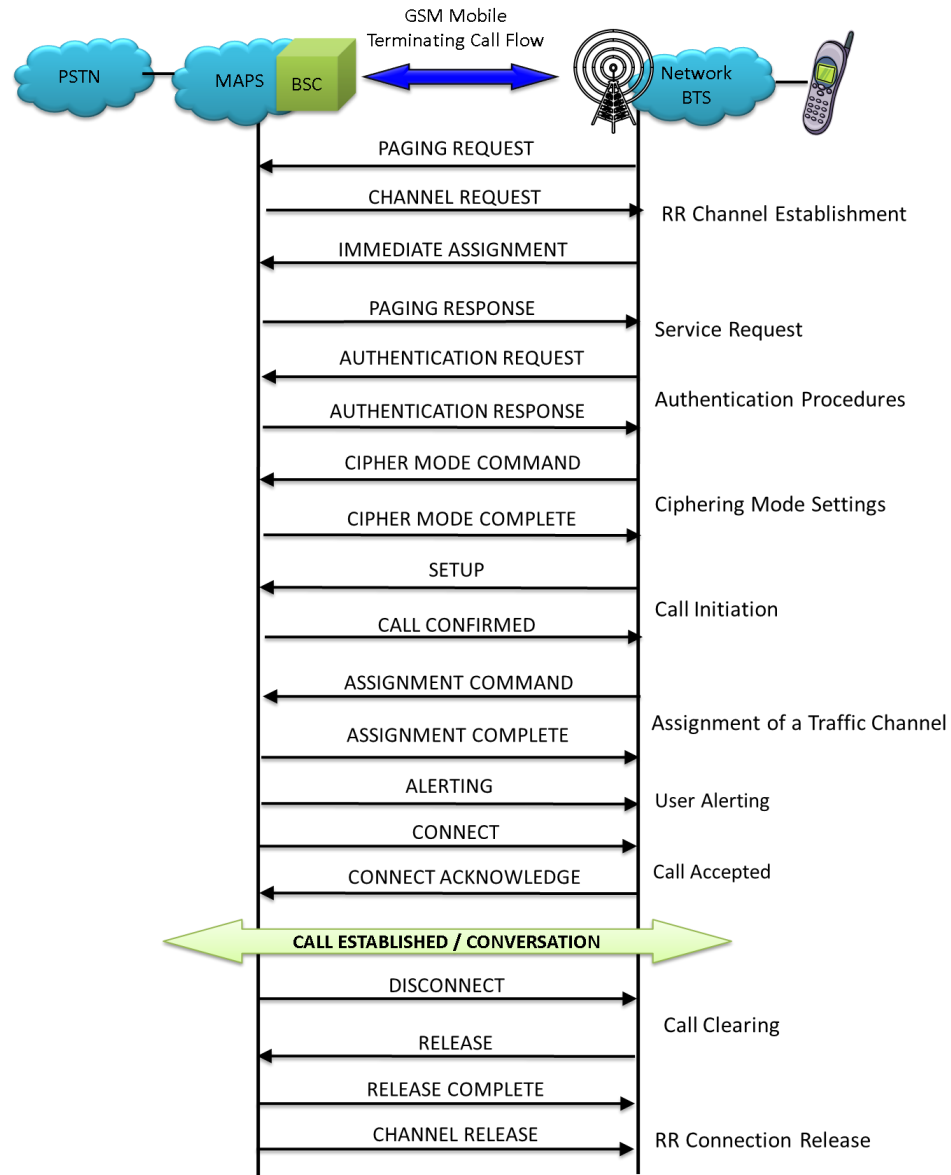 GSM Mobile
Terminating Call Flow
PSTN
MAPS
BSC
Network
BTS
PAGING REQUEST
CHANNEL REQUEST
RR Channel Establishment
IMMEDIATE ASSIGNMENT
PAGING RESPONSE
Service Request
AUTHENTICATION REQUEST
Authentication Procedures
AUTHENTICATION RESPONSE
CIPHER MODE COMMAND
Ciphering Mode Settings
CIPHER MODE COMPLETE
SETUP
Call Initiation
CALL CONFIRMED
ASSIGNMENT COMMAND
Assignment of a Traffic Channel
ASSIGNMENT COMPLETE
ALERTING
User Alerting
CONNECT
Call Accepted
CONNECT ACKNOWLEDGE
CALL ESTABLISHED / CONVERSATION
DISCONNECT
Call Clearing
RELEASE
RELEASE COMPLETE
CHANNEL RELEASE
RR Connection Release